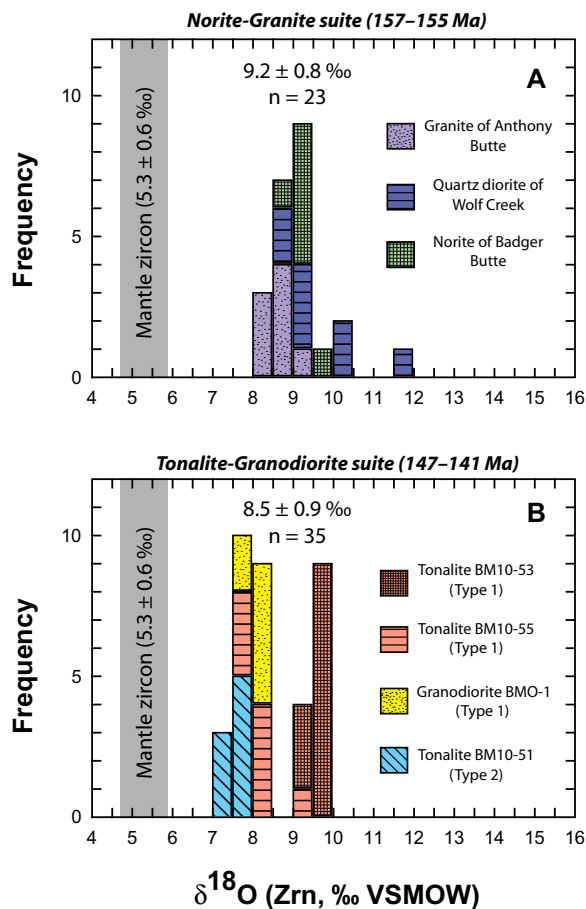 Norite-Granite suite (157–155 Ma)
9.2 ± 0.8 ‰
n = 23
A
Mantle zircon (5.3 ± 0.6 ‰)
Frequency
10
5
0
Granite of Anthony
Butte
Quartz diorite of
Wolf Creek
Norite of Badger
Butte
4 5 6 7 8 9 10 11 12 13 14 15 16
Tonalite-Granodiorite suite (147–141 Ma)
8.5 ± 0.9 ‰
n = 35
B
Mantle zircon (5.3 ± 0.6 ‰)
Frequency
10
5
0
Tonalite BM10-53
(Type 1)
Tonalite BM10-55
(Type 1)
Granodiorite BMO-1
(Type 1)
Tonalite BM10-51
(Type 2)
4 5 6 7 8 9 10 11 12 13 14 15 16
δ18O (Zrn, ‰ VSMOW)